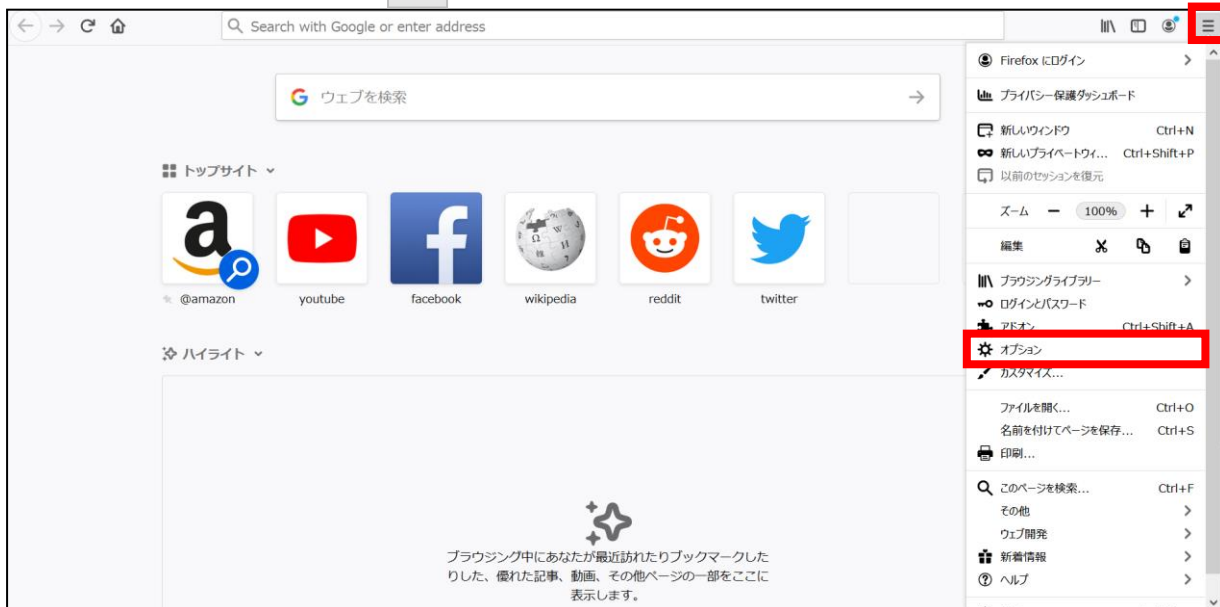 Search with Google or enter address
ウェブを検索
トップサイト
@amazon
youtube
facebook
wikipedia
reddit
twitter
ハイライト
ブラウジング中にあなたが最近訪れたりブックマークした
りした、優れた記事、動画、その他ページの一部をここに
表示します。
Firefox にログイン
プライバシー保護ダッシュボード
新しいウィンドウ Ctrl+N
新しいプライベートウィ... Ctrl+Shift+P
以前のセッションを復元
ズーム 100%
編集
ブラウジングライブラリー
ログインとパスワード
アドオン Ctrl+Shift+A
オプション
カスタマイズ...
ファイルを開く... Ctrl+O
名前を付けてページを保存... Ctrl+S
印刷...
このページを検索... Ctrl+F
その他
ウェブ開発
新着情報
ヘルプ